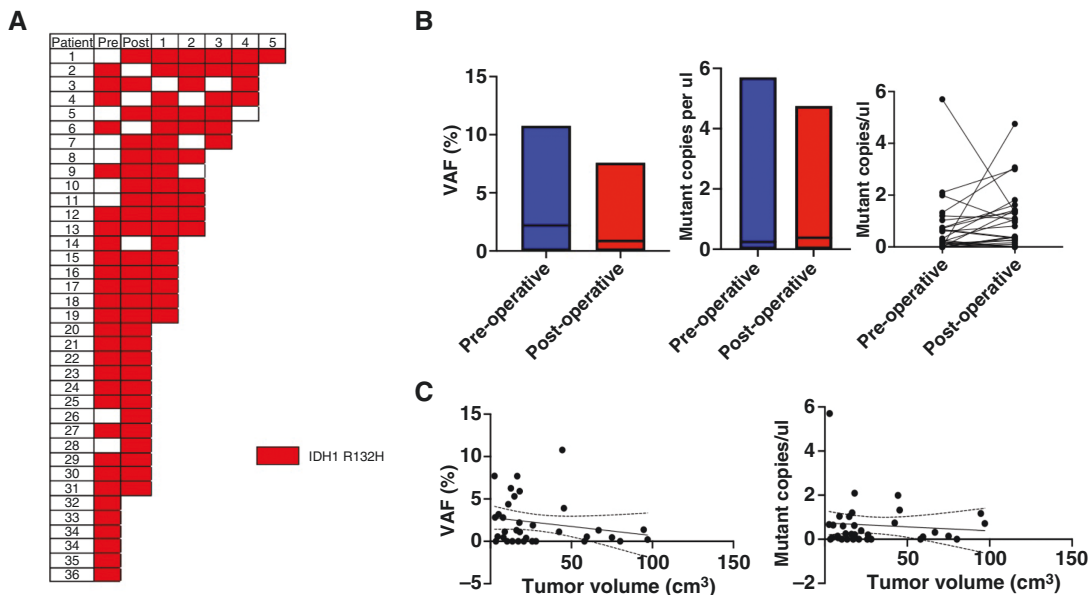 A
Patient Pre Post 1 2 3 4 5
1
2
3
4
5
6
7
8
9
10
11
12
13
14
15
16
17
18
19
20
21
22
23
24
25
26
27
28
29
30
31
32
33
34
34
35
36
IDH1 R132H
B
VAF (%)
15
10
5
0
Pre-operative
Post-operative
Mutant copies per ul
6
4
2
0
Pre-operative
Post-operative
Mutant copies/ul
6
4
2
0
Pre-operative
Post-operative
C
VAF (%)
15
10
5
0
−5
50 100 150
Tumor volume (cm³)
Mutant copies/ul
6
4
2
0
−2
50 100 150
Tumor volume (cm³)